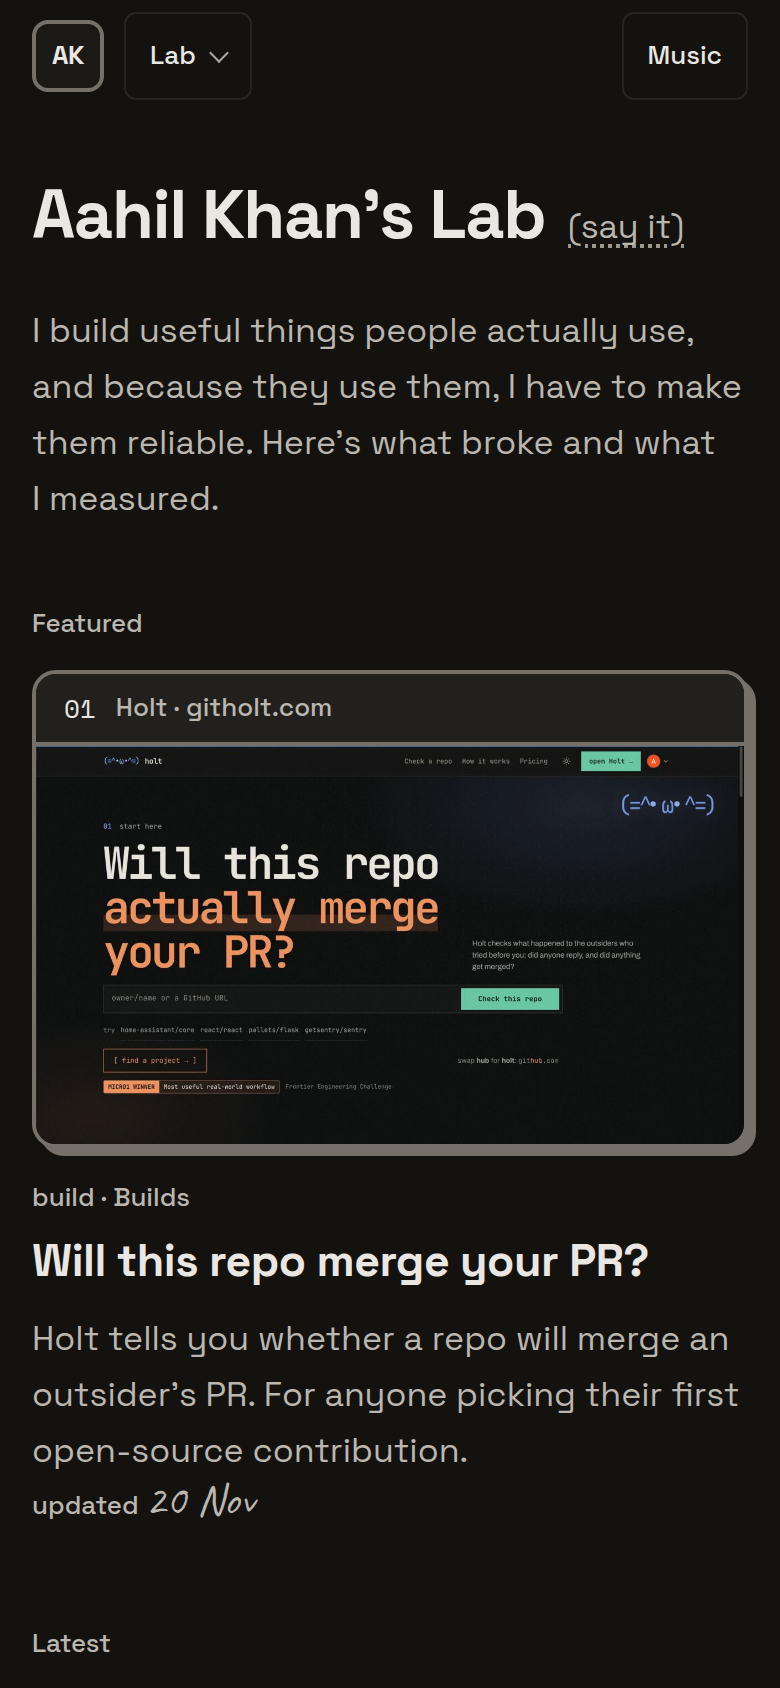 AK
Lab
Music
Aahil Khan’s Lab (say it)
I build useful things people actually use,
and because they use them, I have to make
them reliable. Here’s what broke and what
I measured.
Featured
01 Holt · githolt.com
(=^•ω•^=) holt
Check a repo How it works Pricing
open Holt →
A
(=^• ω• ^=)
01 start here
Will this repo
actually merge
your PR?
Holt checks what happened to the outsiders who
tried before you: did anyone reply, and did anything
get merged?
owner/name or a GitHub URL
Check this repo
try home-assistant/core react/react pallets/flask getsentry/sentry
[ find a project → ]
swap hub for holt: github.com
MICRO1 WINNER Most useful real-world workflow Frontier Engineering Challenge
build · Builds
Will this repo merge your PR?
Holt tells you whether a repo will merge an
outsider’s PR. For anyone picking their first
open-source contribution.
updated 20 Nov
Latest